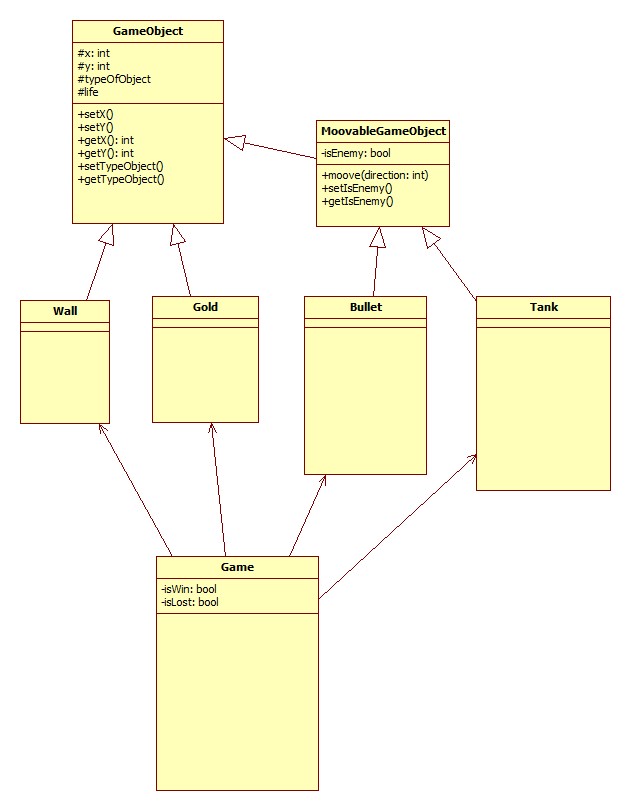 GameObject
#x: int
#y: int
#typeOfObject
#life
+setX()
+setY()
+getX(): int
+getY(): int
+setTypeObject()
+getTypeObject()
MoovableGameObject
-isEnemy: bool
+moove(direction: int)
+setIsEnemy()
+getIsEnemy()
Wall
Gold
Bullet
Tank
Game
-isWin: bool
-isLost: bool